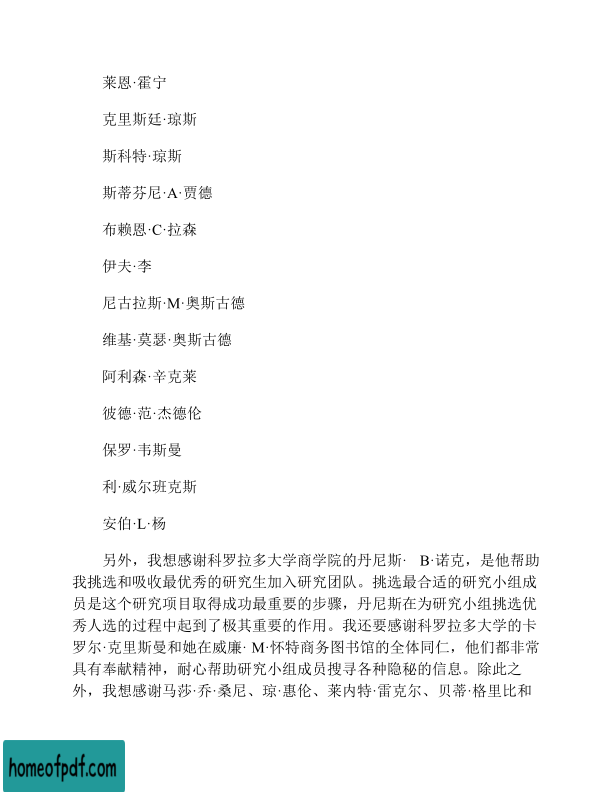 莱恩·霍宁
克里斯廷·琼斯
斯科特·琼斯
斯蒂芬尼·A·贾德
布赖恩·C·拉森
伊夫·李
尼古拉斯·M·奥斯古德
维基·莫瑟·奥斯古德
阿利森·辛克莱
彼德·范·杰德伦
保罗·韦斯曼
利·威尔班克斯
安伯·L·杨
另外，我想感谢科罗拉多大学商学院的丹尼斯· B·诺克，是他帮助
我挑选和吸收最优秀的研究生加入研究团队。挑选最合适的研究小组成
员是这个研究项目取得成功最重要的步骤，丹尼斯在为研究小组挑选优
秀人选的过程中起到了极其重要的作用。我还要感谢科罗拉多大学的卡
罗尔·克里斯曼和她在威廉· M·怀特商务图书馆的全体同仁，他们都非常
具有奉献精神，耐心帮助研究小组成员搜寻各种隐秘的信息。除此之
外，我想感谢马莎·乔·桑尼、琼·惠伦、莱内特·雷克尔、贝蒂·格里比和
homeofpdf.com